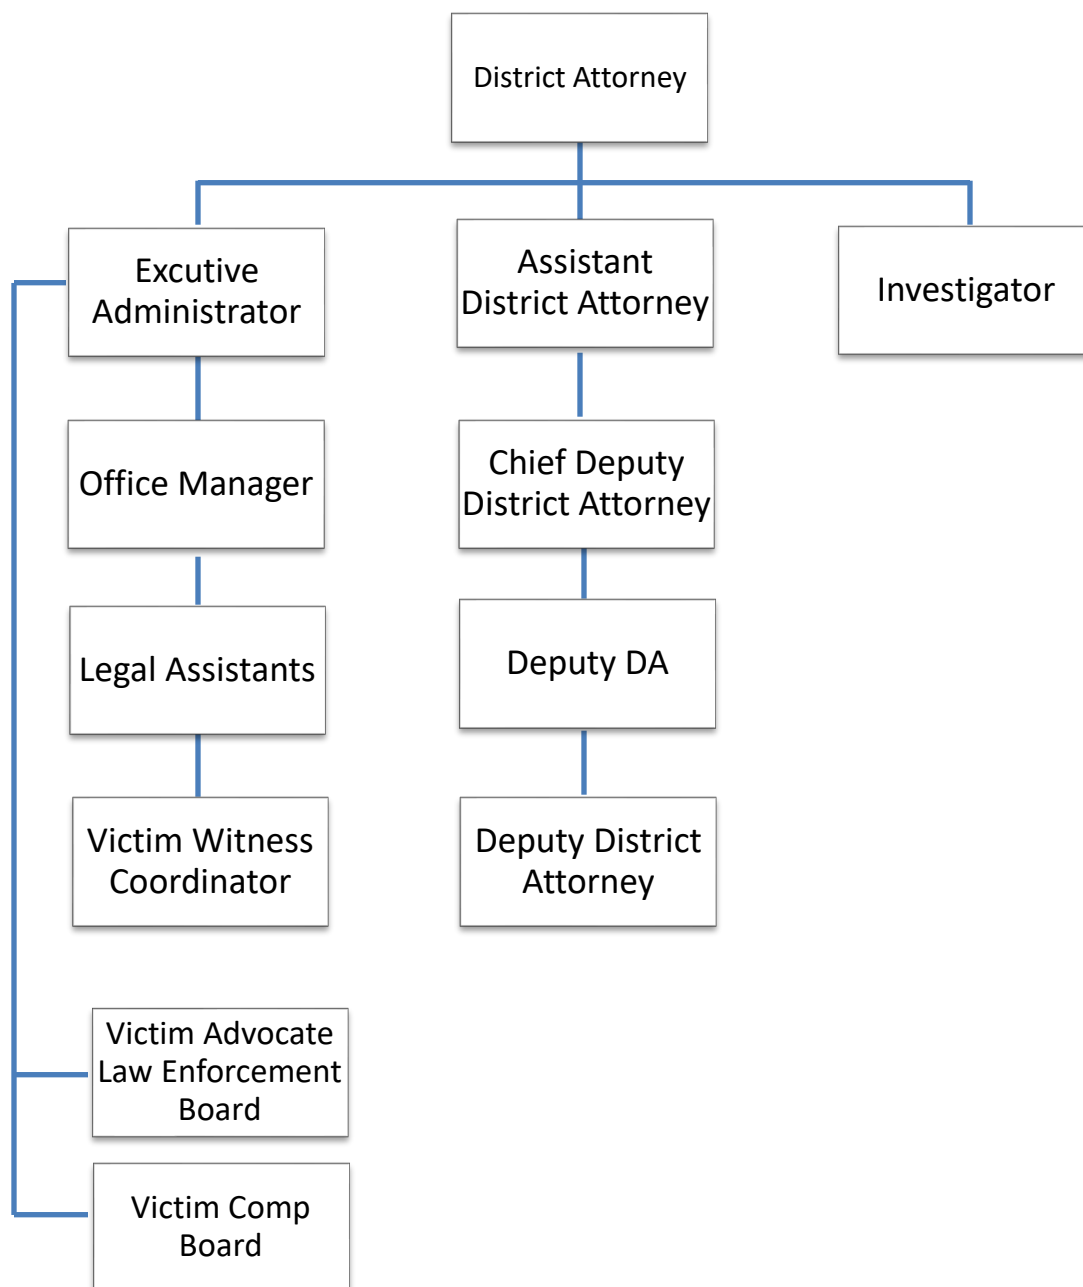 District Attorney
Excutive
Administrator
Assistant
District Attorney
Investigator
Office Manager
Chief Deputy
District Attorney
Legal Assistants
Deputy DA
Victim Witness
Coordinator
Deputy District
Attorney
Victim Advocate
Law Enforcement
Board
Victim Comp
Board